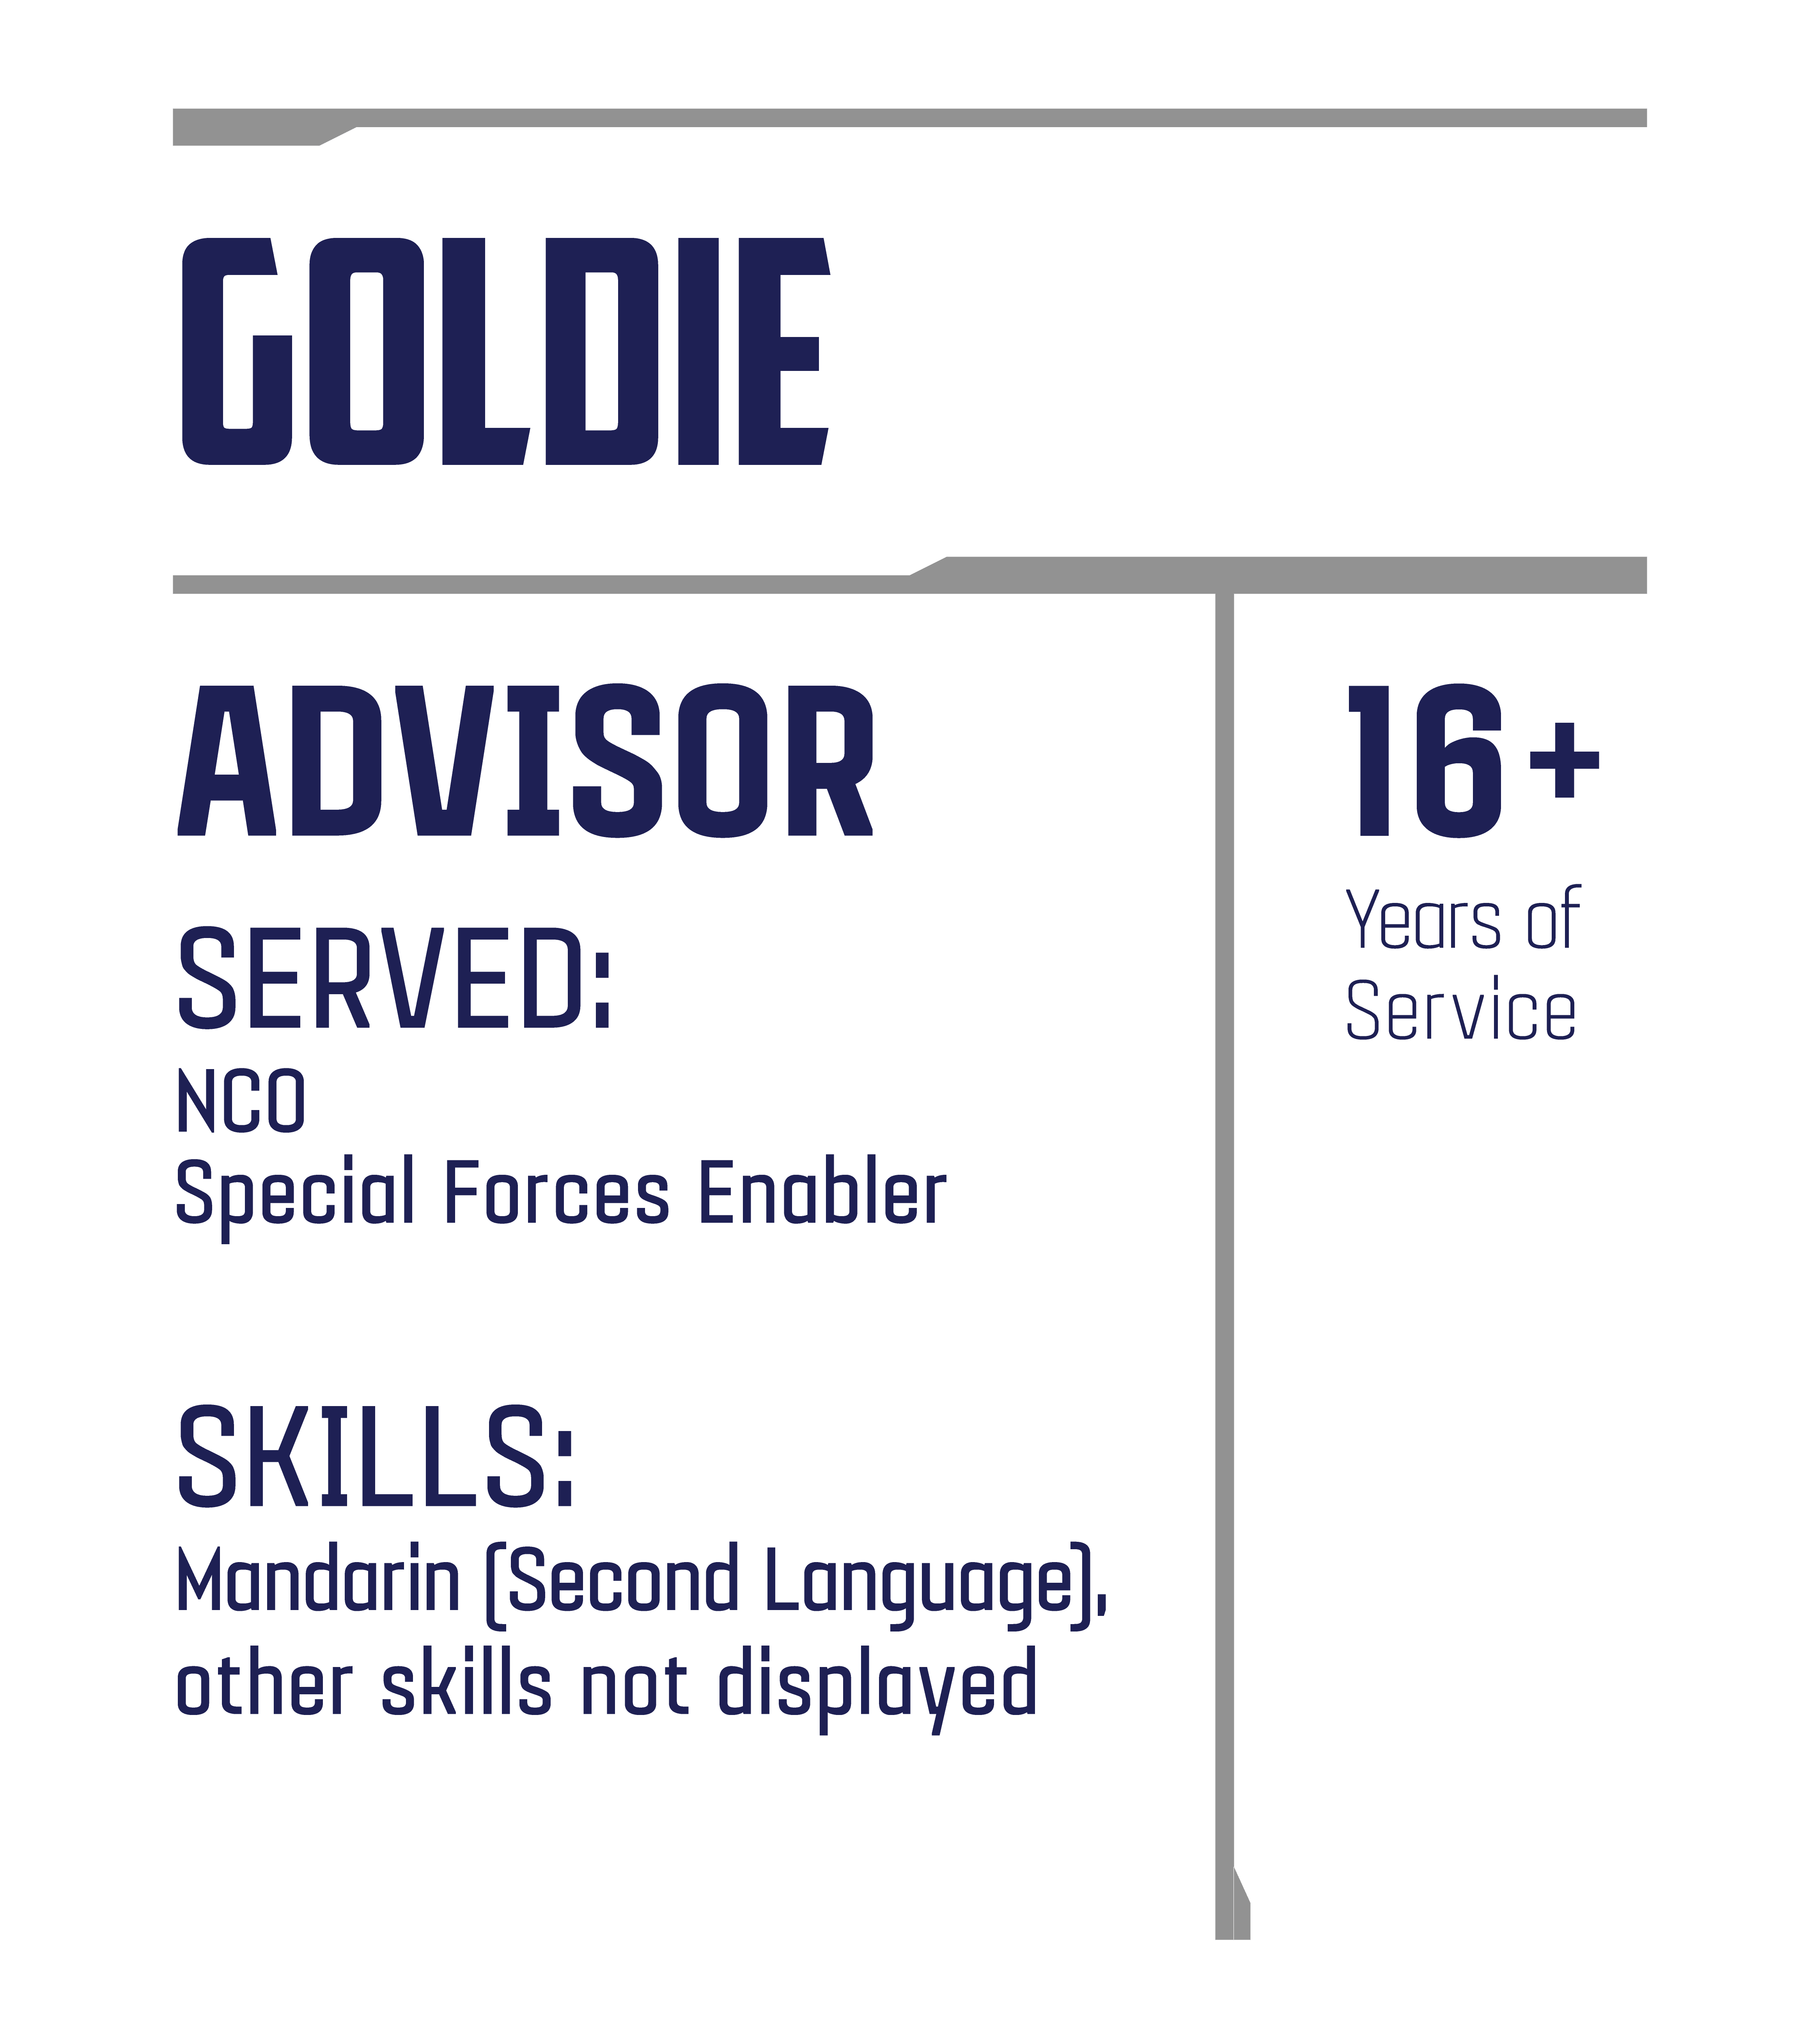 GOLDIE
ADVISOR
SERVED:
NCO
Special Forces Enabler
SKILLS:
Mandarin (Second Language),
other skills not displayed
16+
Years of
Service